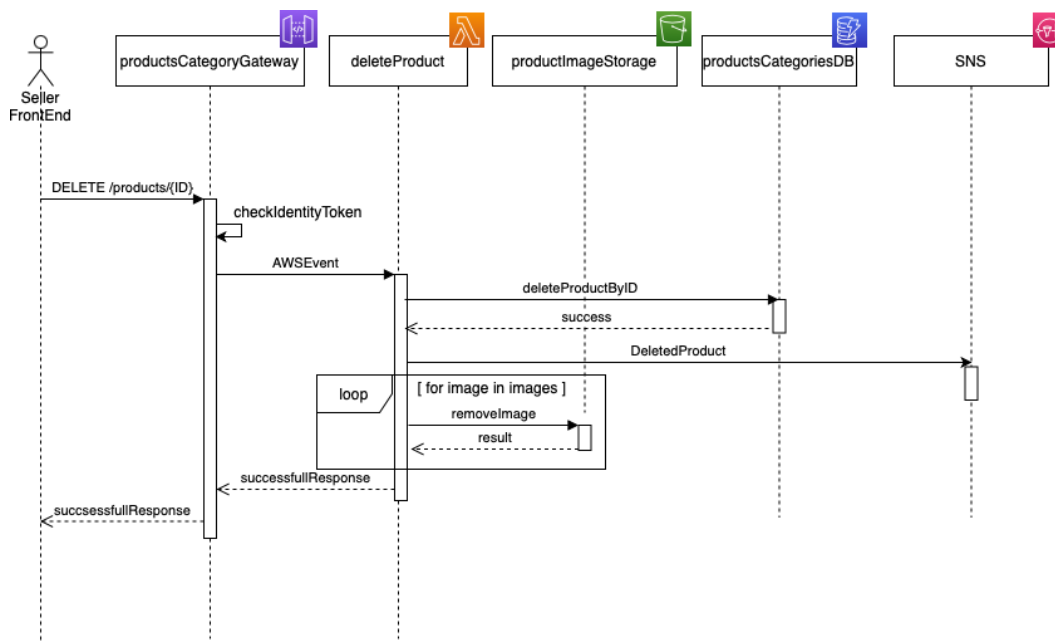 productsCategoryGateway
deleteProduct
productImageStorage
productsCategoriesDB
SNS
Seller
FrontEnd
DELETE /products/{ID}
checkIdentityToken
AWSEvent
deleteProductByID
success
DeletedProduct
loop
[ for image in images ]
removeImage
result
successfullResponse
succsessfullResponse